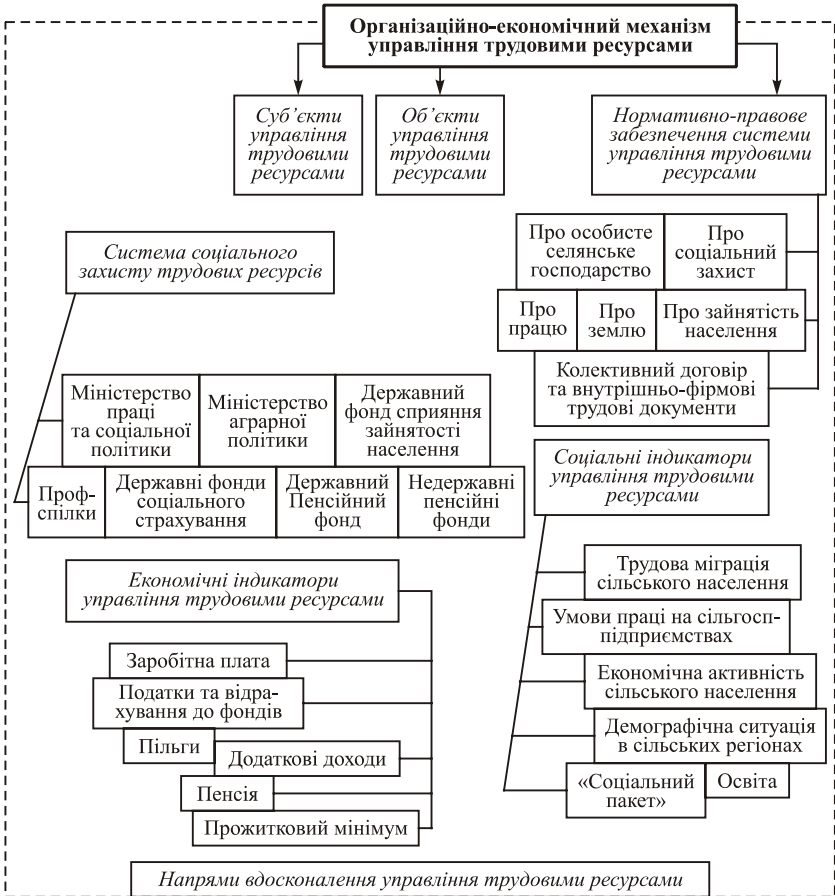 Організаційно-економічний механізм
управління трудовими ресурсами
Суб’єкти
управління
трудовими
ресурсами
Об’єкти
управління
трудовими
ресурсами
Нормативно-правове
забезпечення системи
управління трудовими
ресурсами
Система соціального
захисту трудових ресурсів
Про особисте
селянське
господарство
Про
соціальний
захист
Про
працю
Про
землю
Про зайнятість
населення
Колективний договір
та внутрішньо-фірмові
трудові документи
Міністерство
праці
та соціальної
політики
Міністерство
аграрної
політики
Державний
фонд сприяння
зайнятості
населення
Проф-
спілки
Державні фонди
соціального
страхування
Державний
Пенсійний
фонд
Недержавні
пенсійні
фонди
Соціальні індикатори
управління трудовими
ресурсами
Економічні індикатори
управління трудовими ресурсами
Трудова міграція
сільського населення
Умови праці на сільгосп-
підприємствах
Економічна активність
сільського населення
Демографічна ситуація
в сільських регіонах
«Соціальний
пакет»
Освіта
Заробітна плата
Податки та відра-
хування до фондів
Пільги
Додаткові доходи
Пенсія
Прожитковий мінімум
Напрями вдосконалення управління трудовими ресурсами